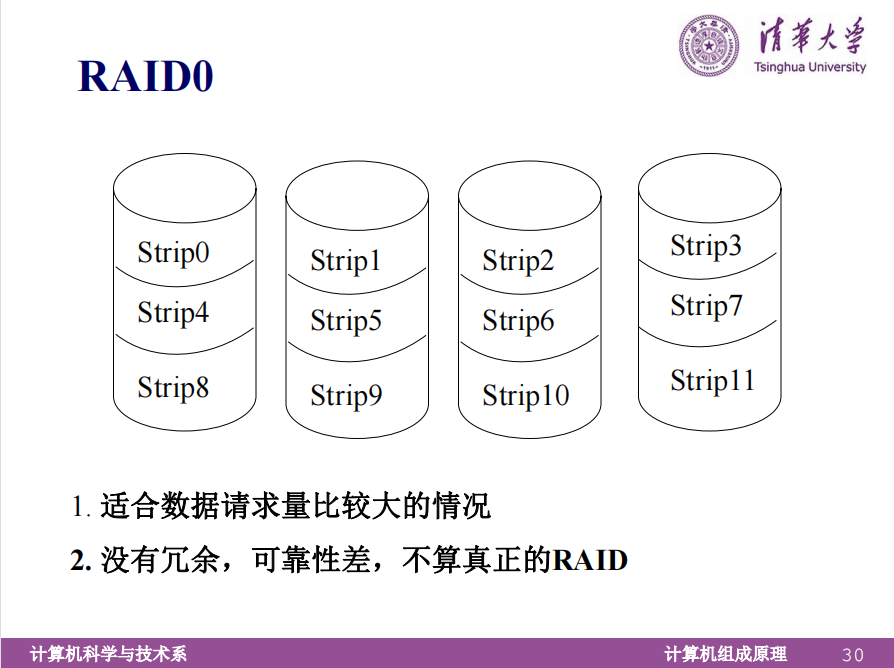 RAID0
清华大学
Tsinghua University
Strip0
Strip1
Strip2
Strip3
Strip4
Strip5
Strip6
Strip7
Strip8
Strip9
Strip10
Strip11
1. 适合数据请求量比较大的情况
2. 没有冗余，可靠性差，不算真正的RAID
计算机科学与技术系
计算机组成原理
30